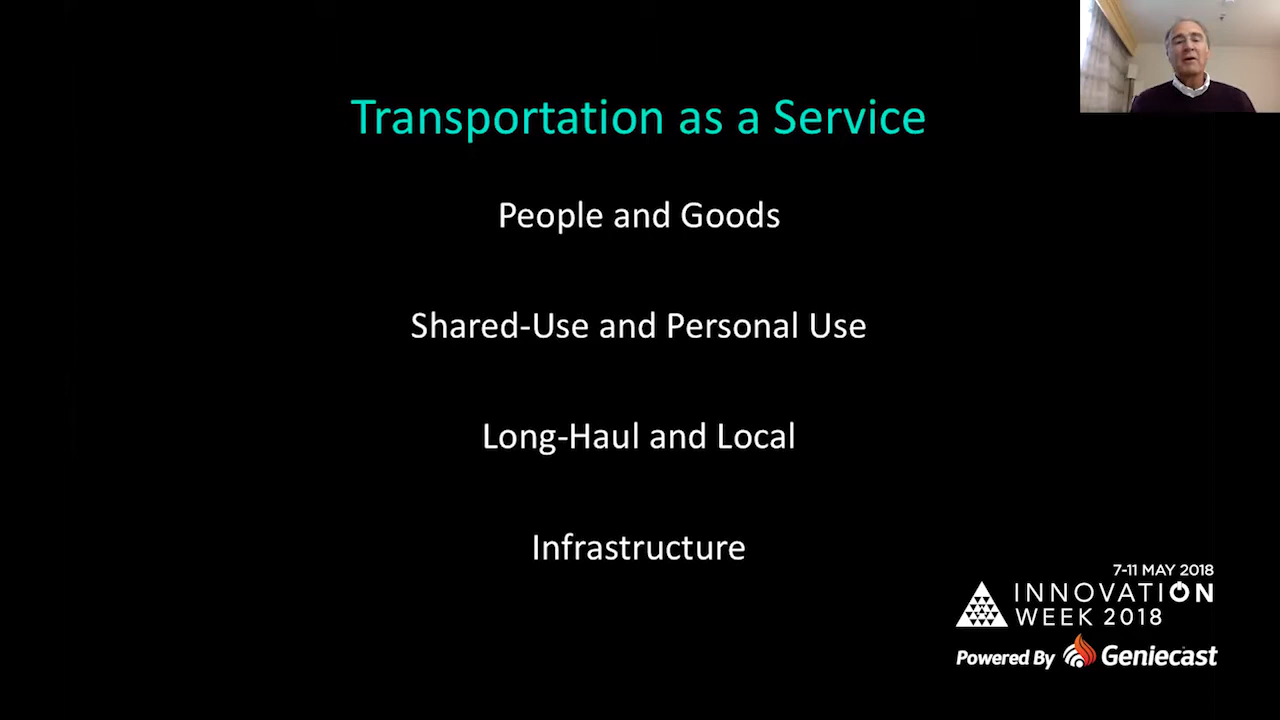 Transportation as a Service
People and Goods
Shared-Use and Personal Use
Long-Haul and Local
Infrastructure
7-11 MAY 2018
INNOVATION
WEEK 2018
Powered By Geniecast